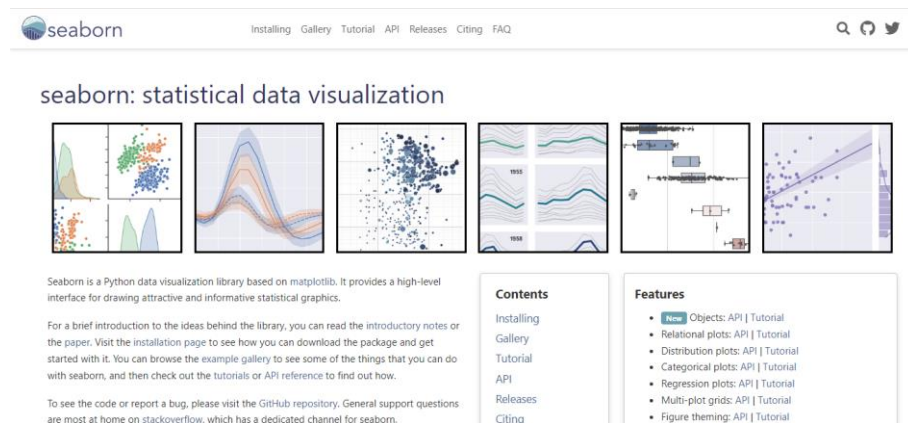 seaborn
Installing Gallery Tutorial API Releases Citing FAQ
seaborn: statistical data visualization
1953
1958
Seaborn is a Python data visualization library based on matplotlib. It provides a high-level
interface for drawing attractive and informative statistical graphics.
For a brief introduction to the ideas behind the library, you can read the introductory notes or
the paper. Visit the installation page to see how you can download the package and get
started with it. You can browse the example gallery to see some of the things that you can do
with seaborn, and then check out the tutorials or API reference to find out how.
To see the code or report a bug, please visit the GitHub repository. General support questions
are most at home on stackoverflow, which has a dedicated channel for seaborn.
Contents
Installing
Gallery
Tutorial
API
Releases
Citing
Features
New Objects: API | Tutorial
Relational plots: API | Tutorial
Distribution plots: API | Tutorial
Categorical plots: API | Tutorial
Regression plots: API | Tutorial
Multi-plot grids: API | Tutorial
Figure theming: API | Tutorial